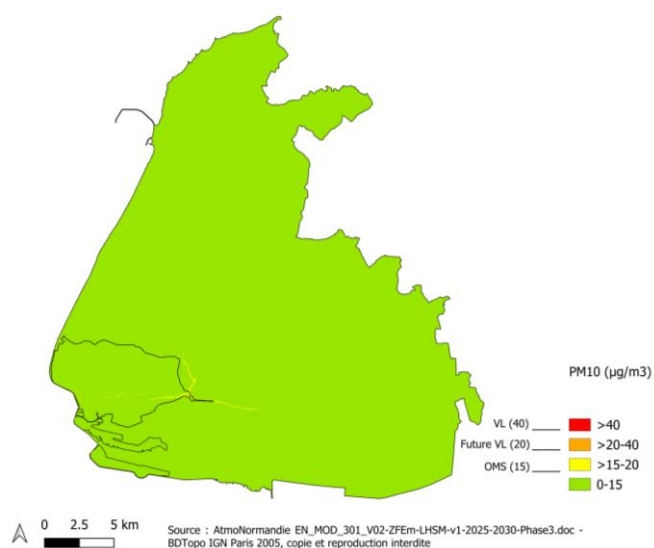 PM10 (µg/m3)
VL (40) >40
Future VL (20) >20-40
OMS (15) >15-20
0-15
0 2.5 5 km
Source : AtmoNormandie EN_MOD_301_V02-ZFEm-LHSM-v1-2025-2030-Phase3.doc -
BDTopo IGN Paris 2005, copie et reproduction interdite